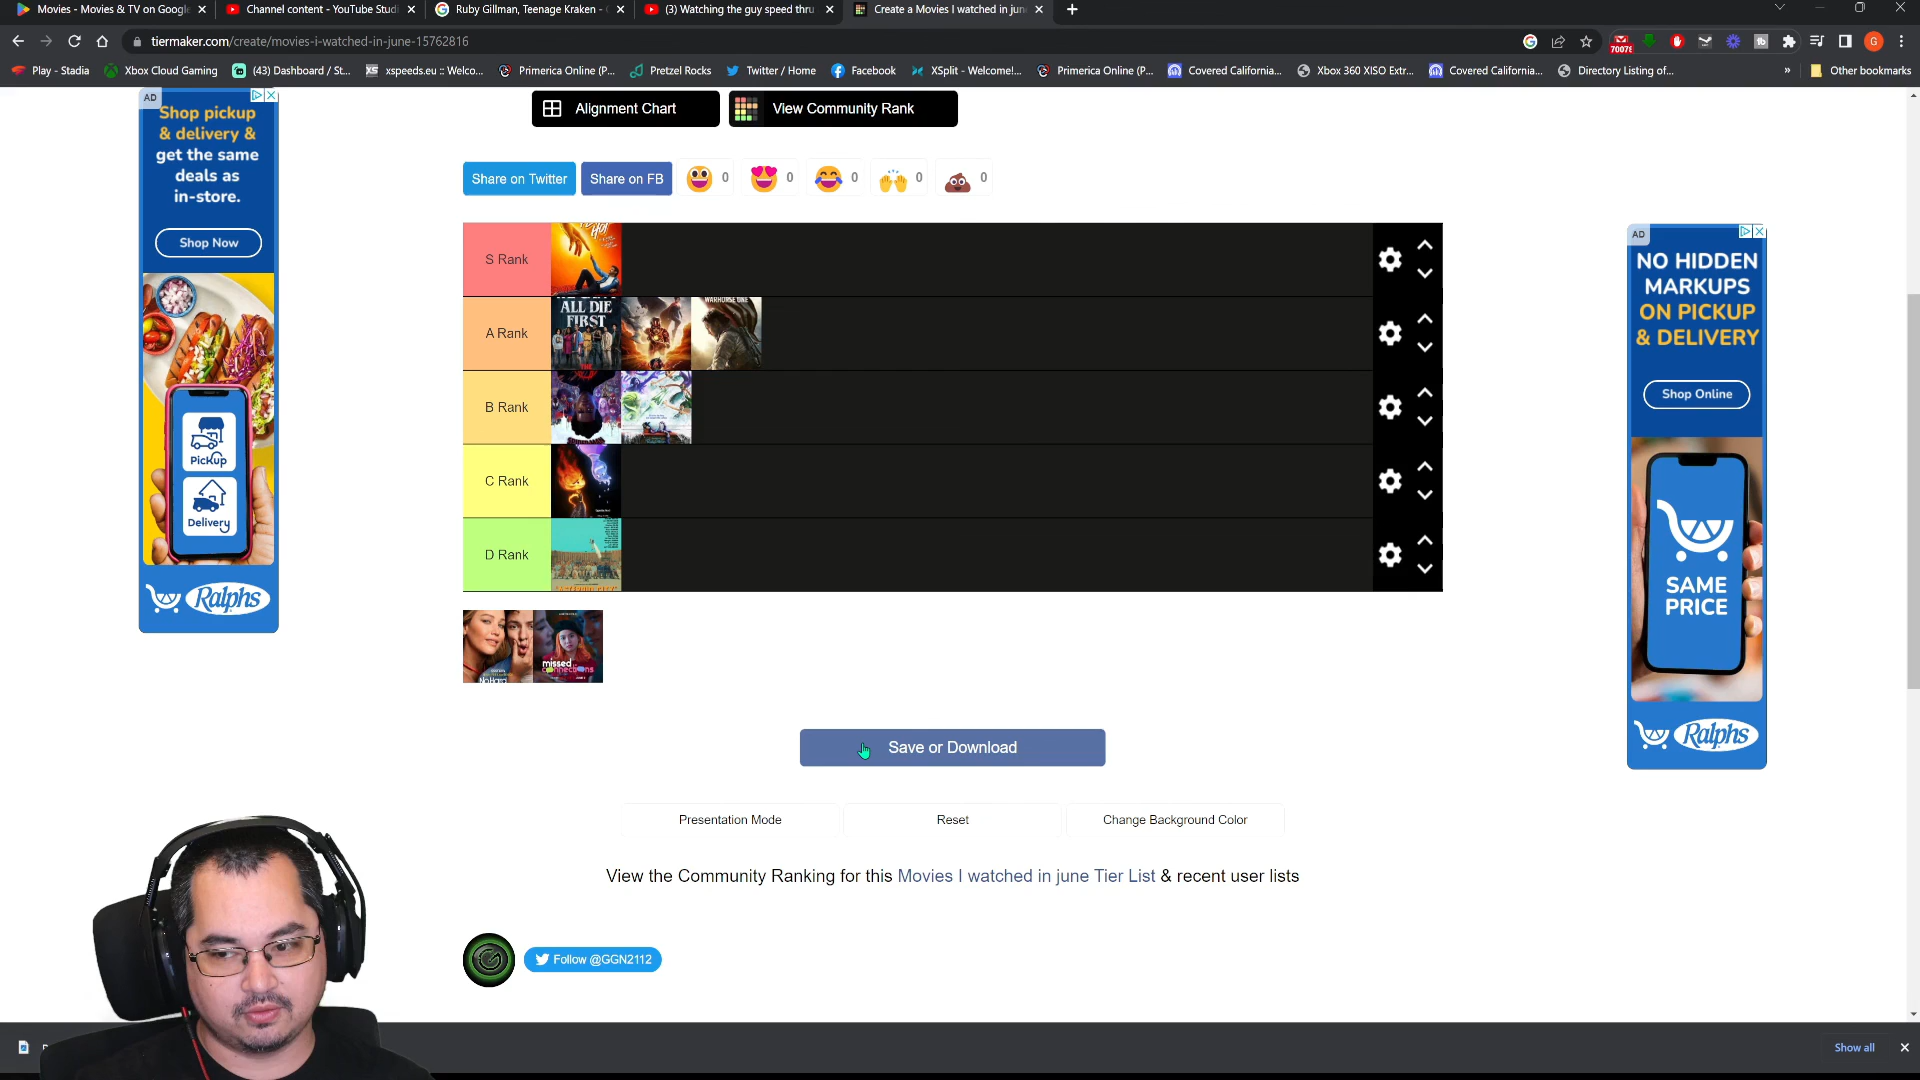 Movies - Movies & TV on Google
Channel content - YouTube Studi
Ruby Gillman, Teenage Kraken -
(3) Watching the guy speed thru
Create a Movies I watched in jun
tiermaker.com/create/movies-i-watched-in-june-15762816
70078
G
Play - Stadia
Xbox Cloud Gaming
(43) Dashboard / St...
XS
xspeeds.eu :: Welco...
Primerica Online (P...
Pretzel Rocks
Twitter / Home
Facebook
XSplit - Welcome!...
Primerica Online (P...
Covered California...
Xbox 360 XISO Extr...
Covered California...
Directory Listing of...
»
Other bookmarks
AD
Shop pickup
& delivery &
get the same
deals as
in-store.
Shop Now
PickUp
Delivery
Ralphs
Alignment Chart
View Community Rank
Share on Twitter
Share on FB
0
0
0
0
0
S Rank
A Rank
ALL DIE
FIRST
WARHORSE ONE
B Rank
C Rank
D Rank
No Hard
missed
connections
Save or Download
Presentation Mode
Reset
Change Background Color
View the Community Ranking for this Movies I watched in june Tier List & recent user lists
Follow @GGN2112
AD
NO HIDDEN
MARKUPS
ON PICKUP
& DELIVERY
Shop Online
SAME
PRICE
Ralphs
Show all